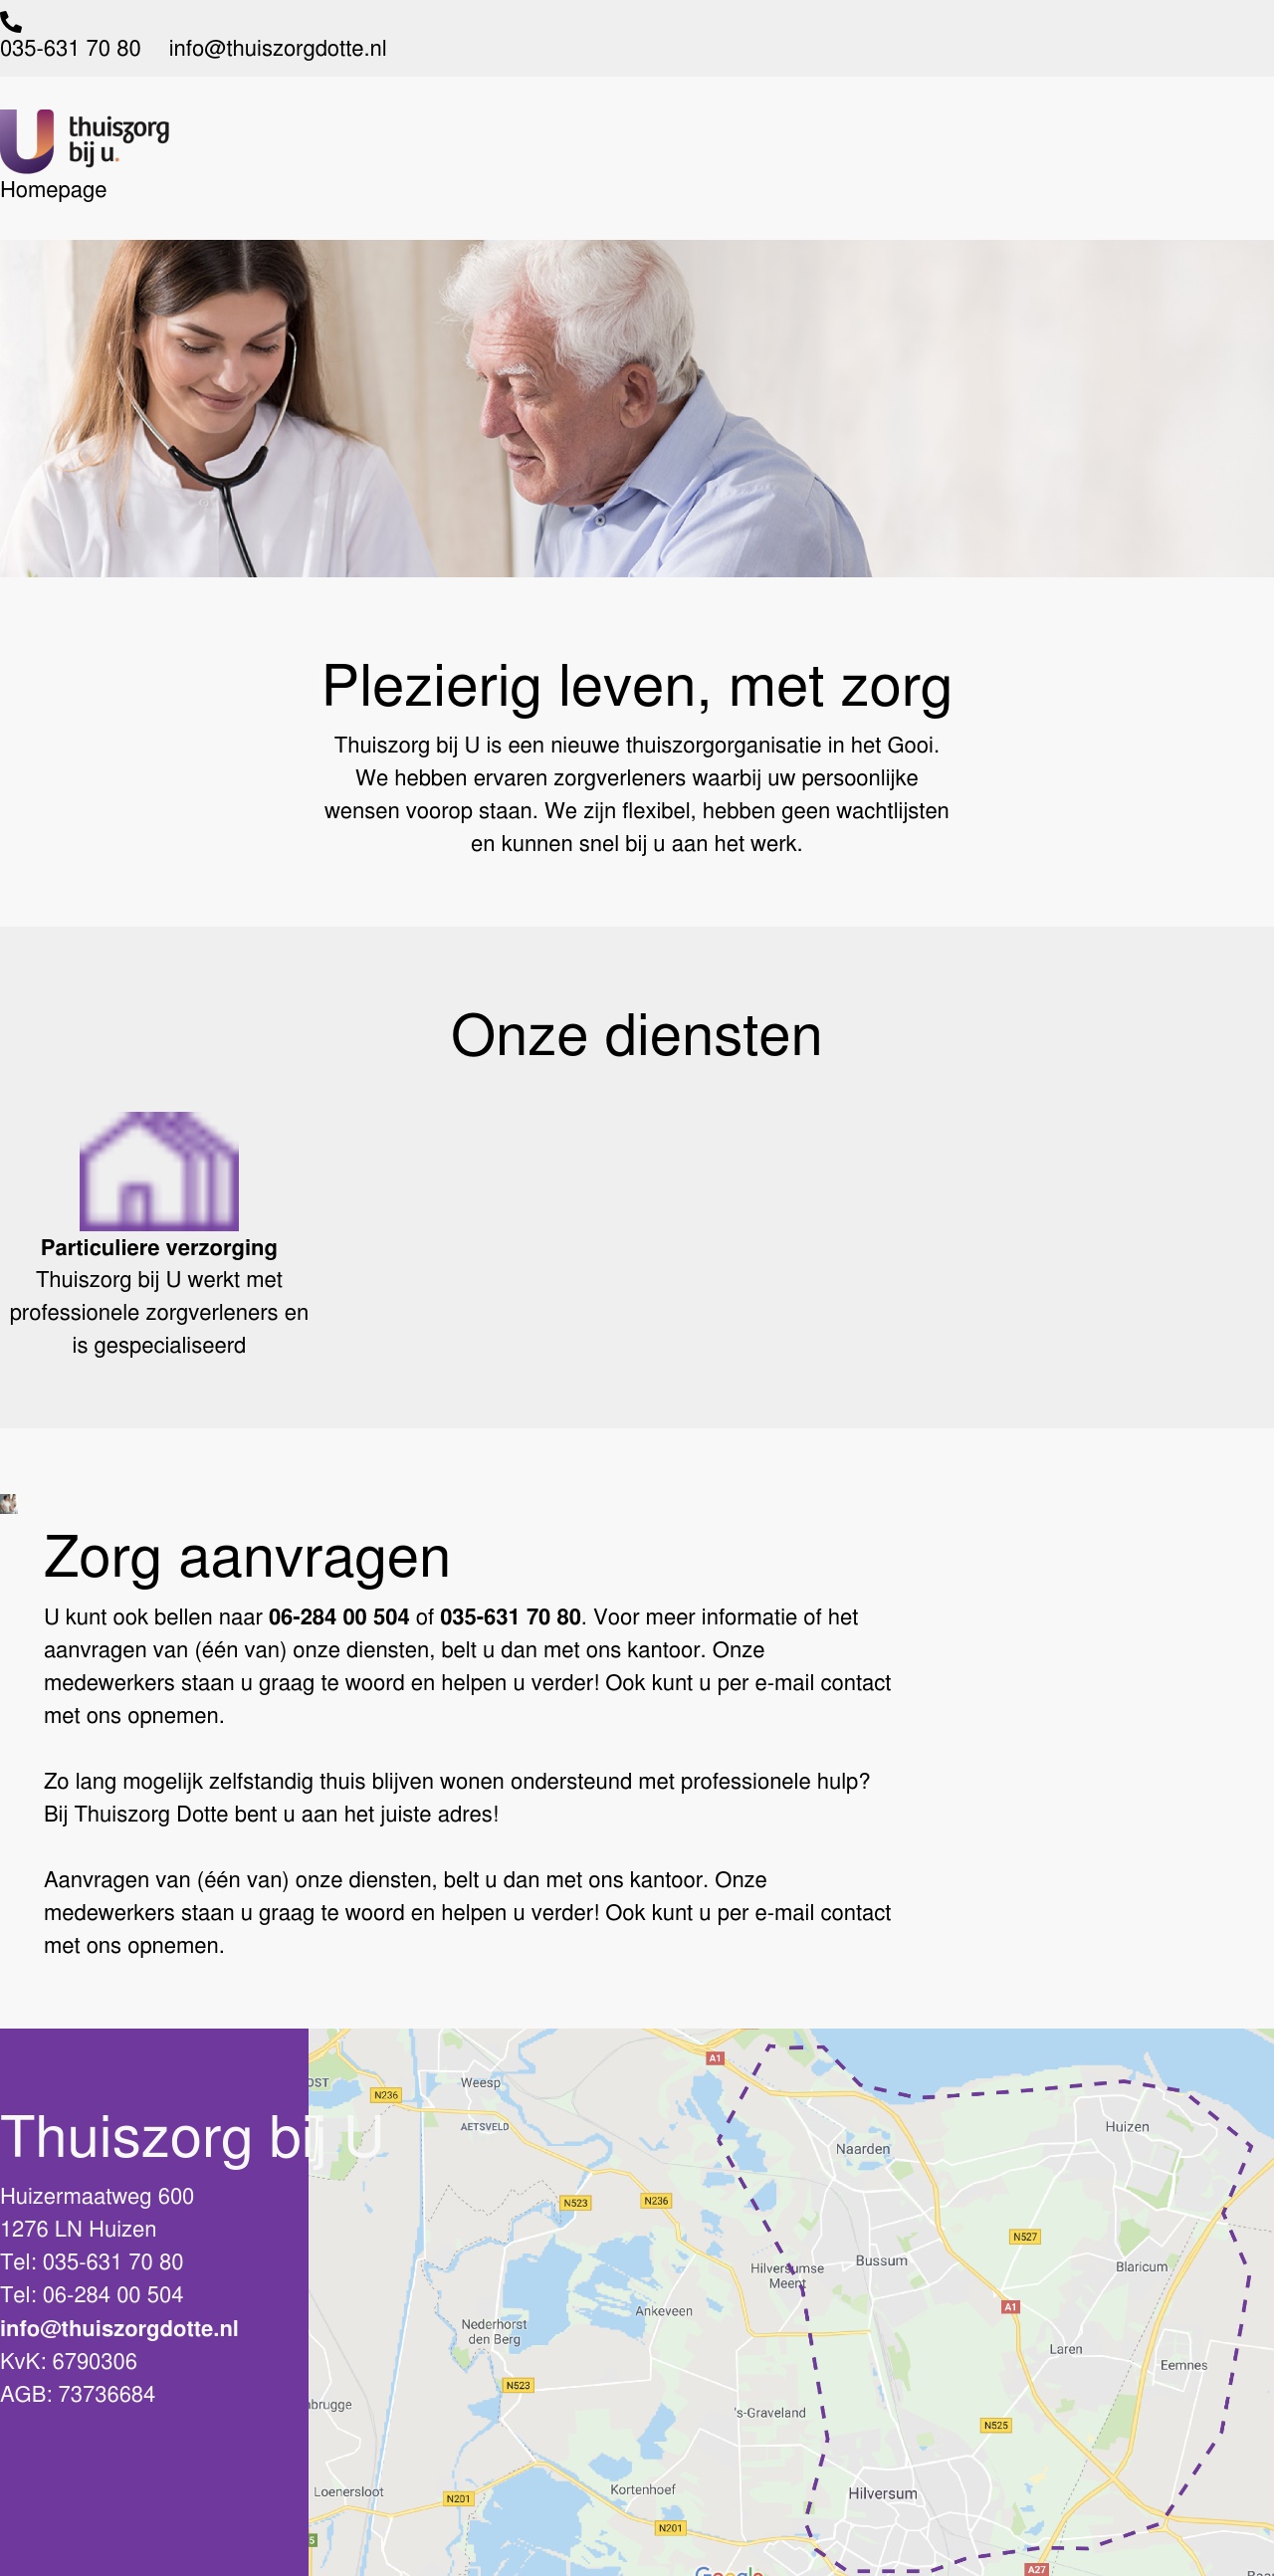 035-631 70 80 info@thuiszorgdotte.nl
thuiszorg
bij u.
Homepage
Plezierig leven, met zorg
Thuiszorg bij U is een nieuwe thuiszorgorganisatie in het Gooi.
We hebben ervaren zorgverleners waarbij uw persoonlijke
wensen voorop staan. We zijn flexibel, hebben geen wachtlijsten
en kunnen snel bij u aan het werk.
Onze diensten
Particuliere verzorging
Thuiszorg bij U werkt met
professionele zorgverleners en
is gespecialiseerd
Zorg aanvragen
U kunt ook bellen naar 06-284 00 504 of 035-631 70 80. Voor meer informatie of het
aanvragen van (één van) onze diensten, belt u dan met ons kantoor. Onze
medewerkers staan u graag te woord en helpen u verder! Ook kunt u per e-mail contact
met ons opnemen.
Zo lang mogelijk zelfstandig thuis blijven wonen ondersteund met professionele hulp?
Bij Thuiszorg Dotte bent u aan het juiste adres!
Aanvragen van (één van) onze diensten, belt u dan met ons kantoor. Onze
medewerkers staan u graag te woord en helpen u verder! Ook kunt u per e-mail contact
met ons opnemen.
Thuiszorg bij U
Huizermaatweg 600
1276 LN Huizen
Tel: 035-631 70 80
Tel: 06-284 00 504
info@thuiszorgdotte.nl
KvK: 6790306
AGB: 73736684
A1
OST
Weesp
N236
AETSVELD
Huizen
Naarden
N523
N236
N527
Bussum
Blaricum
Hilversumse
Meent
A1
Ankeveen
Nederhorst
den Berg
Laren
Eemnes
N523
abrugge
's-Graveland
N525
Loenersloot
Kortenhoef
Hilversum
N201
N201
5
Google
A27